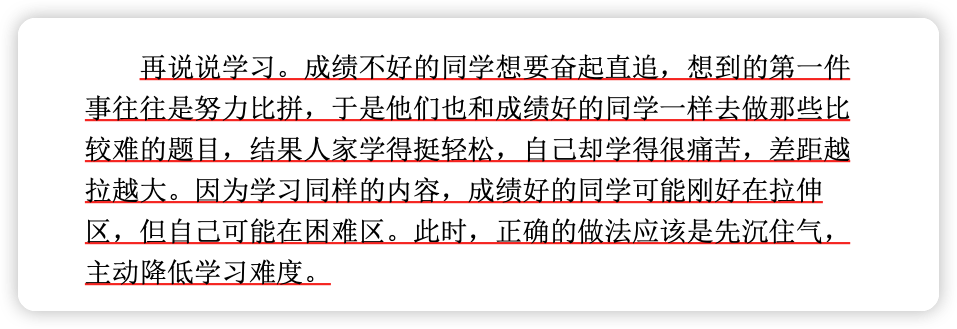 再说说学习。成绩不好的同学想要奋起直追，想到的第一件
事往往是努力比拼，于是他们也和成绩好的同学一样去做那些比
较难的题目，结果人家学得挺轻松，自己却学得很痛苦，差距越
拉越大。因为学习同样的内容，成绩好的同学可能刚好在拉伸
区，但自己可能在困难区。此时，正确的做法应该是先沉住气，
主动降低学习难度。